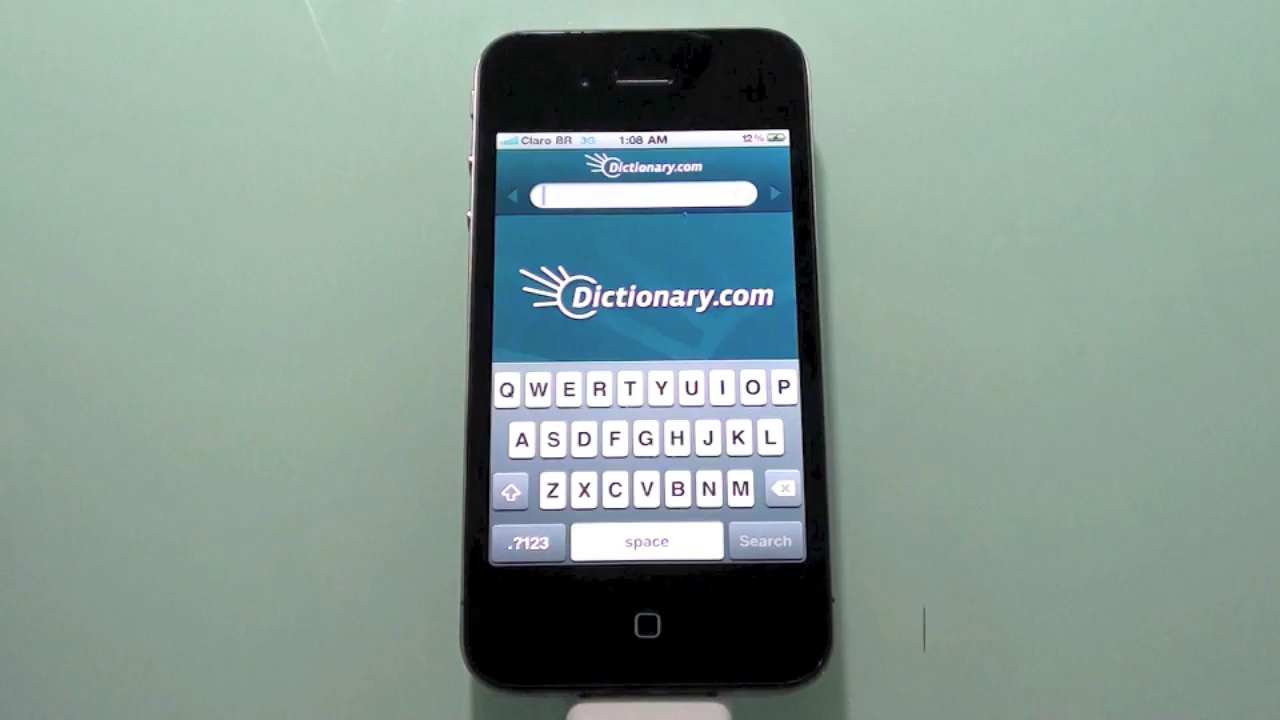 Claro BR 3G 1:08 AM 12%
Dictionary.com
Dictionary.com
Q W E R T Y U I O P
A S D F G H J K L
Z X C V B N M
.?123 space Search